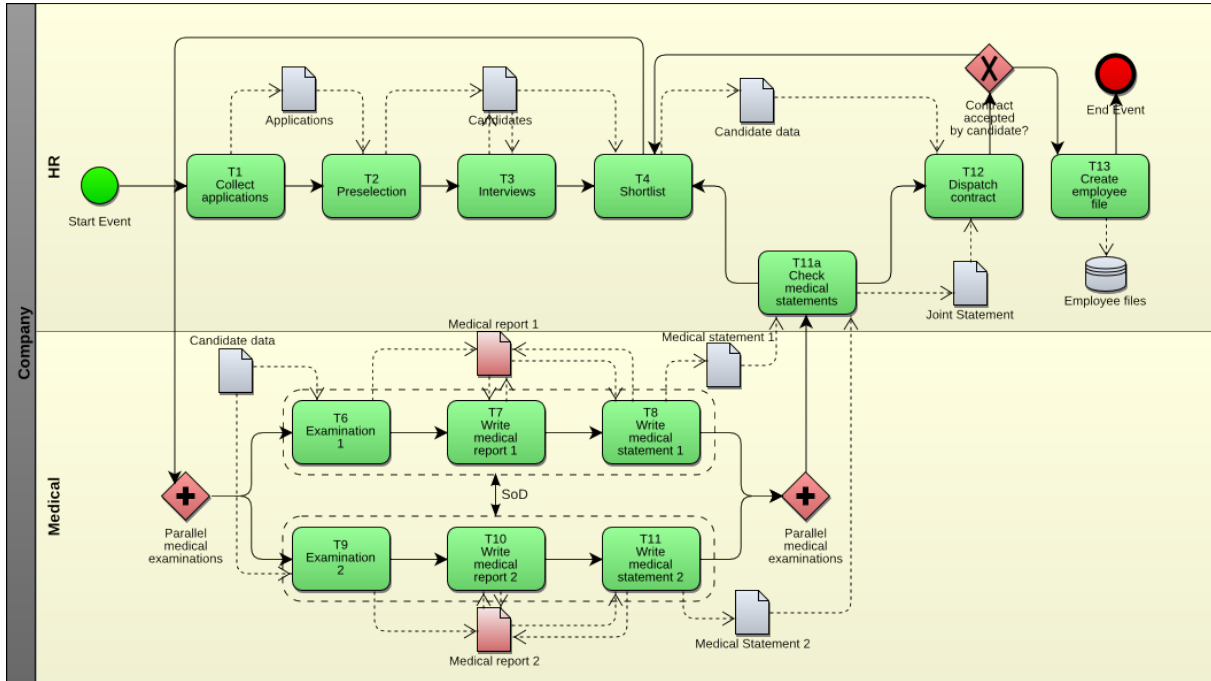 Company
HR
Medical
Start Event
T1
Collect
applications
Applications
T2
Preselection
Candidates
T3
Interviews
T4
Shortlist
Candidate data
T12
Dispatch
contract
Contract
accepted
by candidate?
T13
Create
employee
file
End Event
Employee files
T11a
Check
medical
statements
Joint Statement
Candidate data
Medical report 1
Medical statement 1
T6
Examination
1
T7
Write
medical
report 1
T8
Write
medical
statement 1
Parallel
medical
examinations
SoD
Parallel
medical
examinations
T9
Examination
2
T10
Write
medical
report 2
T11
Write
medical
statement 2
Medical report 2
Medical Statement 2